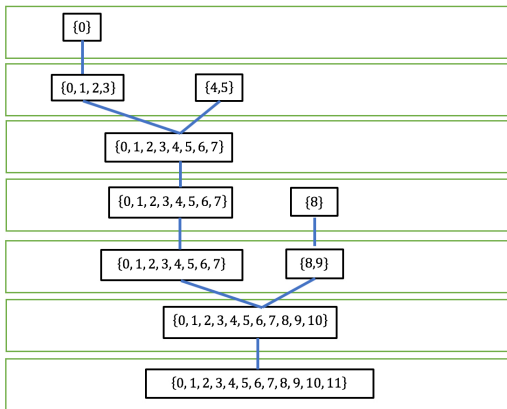 {0}
{0, 1, 2,3}
{4,5}
{0, 1, 2, 3, 4, 5, 6, 7}
{0, 1, 2, 3, 4, 5, 6, 7}
{8}
{0, 1, 2, 3, 4, 5, 6, 7}
{8,9}
{0, 1, 2, 3, 4, 5, 6, 7, 8, 9, 10}
{0, 1, 2, 3, 4, 5, 6, 7, 8, 9, 10, 11}